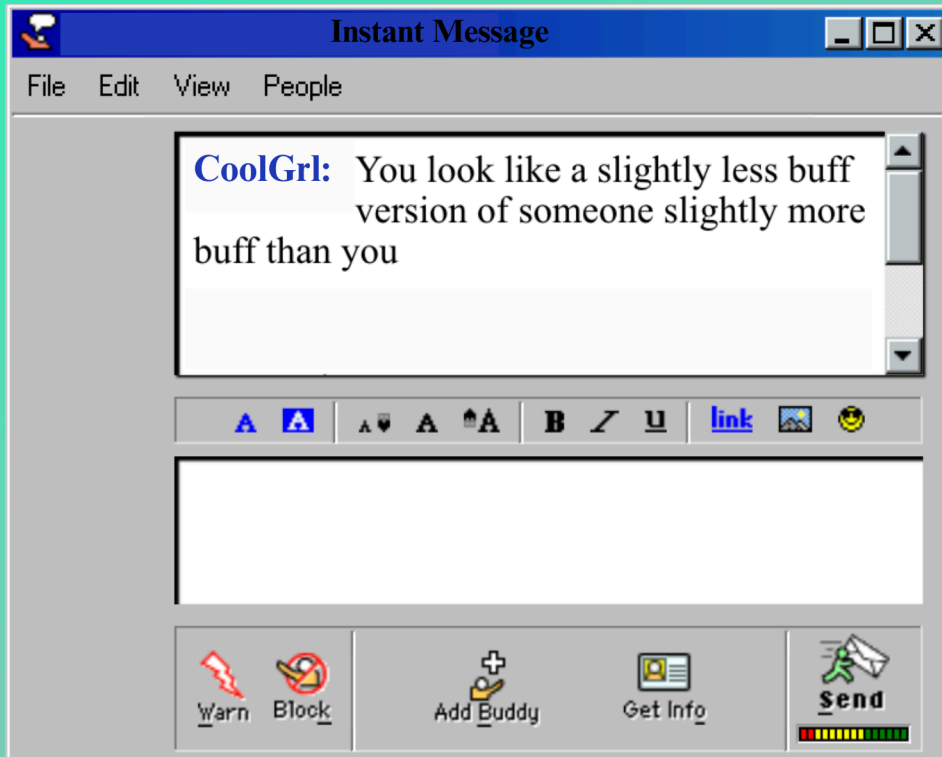 Instant Message
File Edit View People
CoolGrl: You look like a slightly less buff
version of someone slightly more
buff than you
A A A A A B I U link
Warn Block Add Buddy Get Info Send